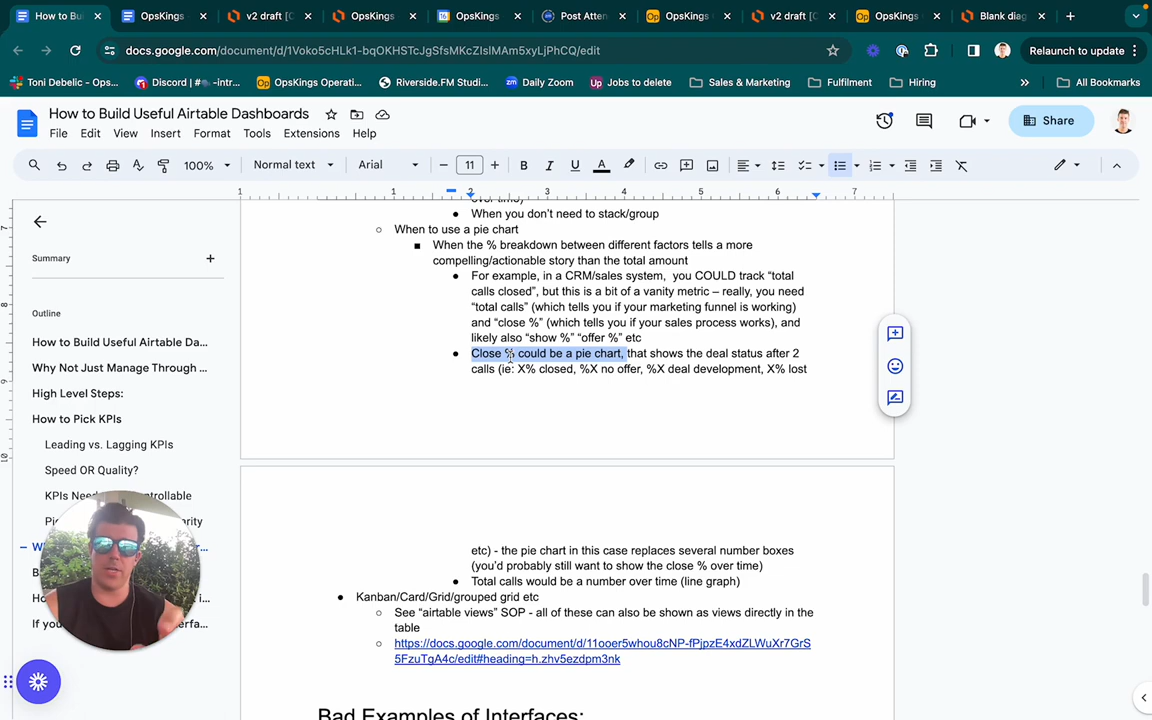 How to Bu
OpsKings
v2 draft [C
OpsKings
OpsKings
Post Atten
OpsKings
v2 draft [C
OpsKings
Blank diag
docs.google.com/document/d/1Voko5cHLk1-bqOKHSTcJgSfsMKcZIslMAm5xyLjPhCQ/edit
Relaunch to update
Toni Debelic - Ops...
Discord | #👋-intr...
OpsKings Operati...
Riverside.FM Studi...
Daily Zoom
Jobs to delete
Sales & Marketing
Fulfilment
Hiring
All Bookmarks
How to Build Useful Airtable Dashboards
File Edit View Insert Format Tools Extensions Help
Share
100%
Normal text
Arial
11
1 1 2 3 4 5 6 7
Summary
Outline
How to Build Useful Airtable Da...
Why Not Just Manage Through ...
High Level Steps:
How to Pick KPIs
Leading vs. Lagging KPIs
Speed OR Quality?
over time)
● When you don't need to stack/group
○ When to use a pie chart
■ When the % breakdown between different factors tells a more
compelling/actionable story than the total amount
● For example, in a CRM/sales system, you COULD track "total
calls closed", but this is a bit of a vanity metric – really, you need
"total calls" (which tells you if your marketing funnel is working)
and "close %" (which tells you if your sales process works), and
likely also "show %" "offer %" etc
● Close % could be a pie chart, that shows the deal status after 2
calls (ie: X% closed, %X no offer, %X deal development, X% lost
etc) - the pie chart in this case replaces several number boxes
(you'd probably still want to show the close % over time)
● Total calls would be a number over time (line graph)
● Kanban/Card/Grid/grouped grid etc
○ See "airtable views" SOP - all of these can also be shown as views directly in the
table
○ https://docs.google.com/document/d/11ooer5whou8cNP-fPjpzE4xdZLWuXr7GrS
5FzuTgA4c/edit#heading=h.zhv5ezdpm3nk
Bad Examples of Interfaces: